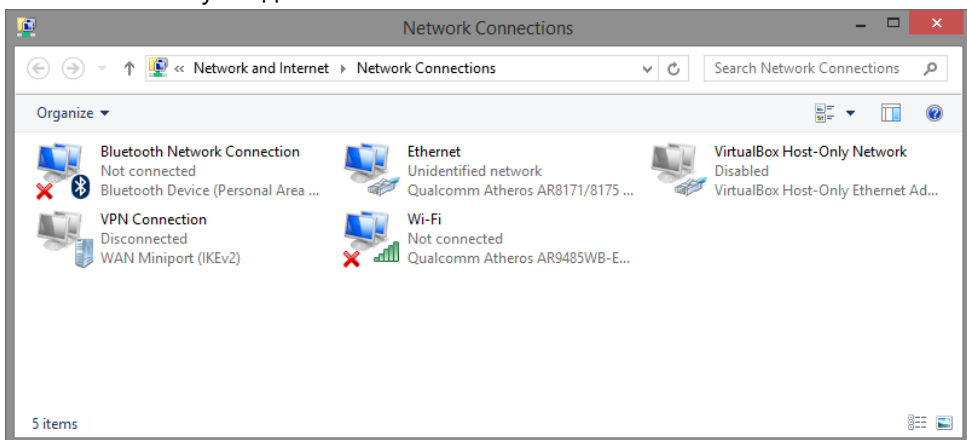 Network Connections
« Network and Internet Network Connections Search Network Connections
Organize
Bluetooth Network Connection
Not connected
Bluetooth Device (Personal Area ...
Ethernet
Unidentified network
Qualcomm Atheros AR8171/8175 ...
VirtualBox Host-Only Network
Disabled
VirtualBox Host-Only Ethernet Ad...
VPN Connection
Disconnected
WAN Miniport (IKEv2)
Wi-Fi
Not connected
Qualcomm Atheros AR9485WB-E...
5 items